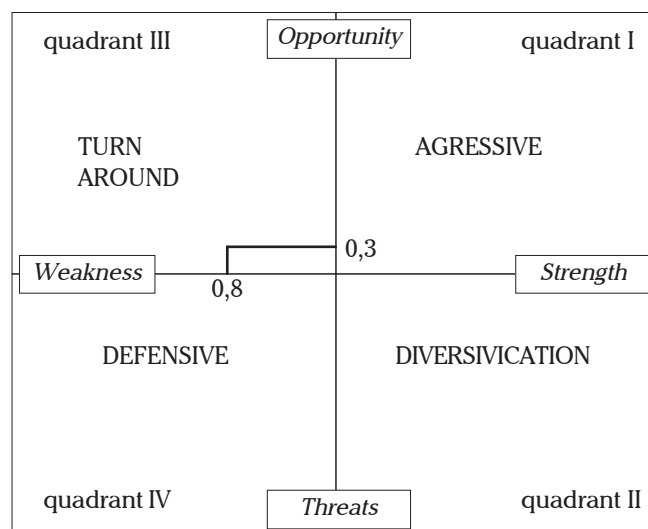 quadrant III
Opportunity
quadrant I
TURN
AROUND
AGRESSIVE
0,3
Weakness
0,8
Strength
DEFENSIVE
DIVERSIVICATION
quadrant IV
Threats
quadrant II